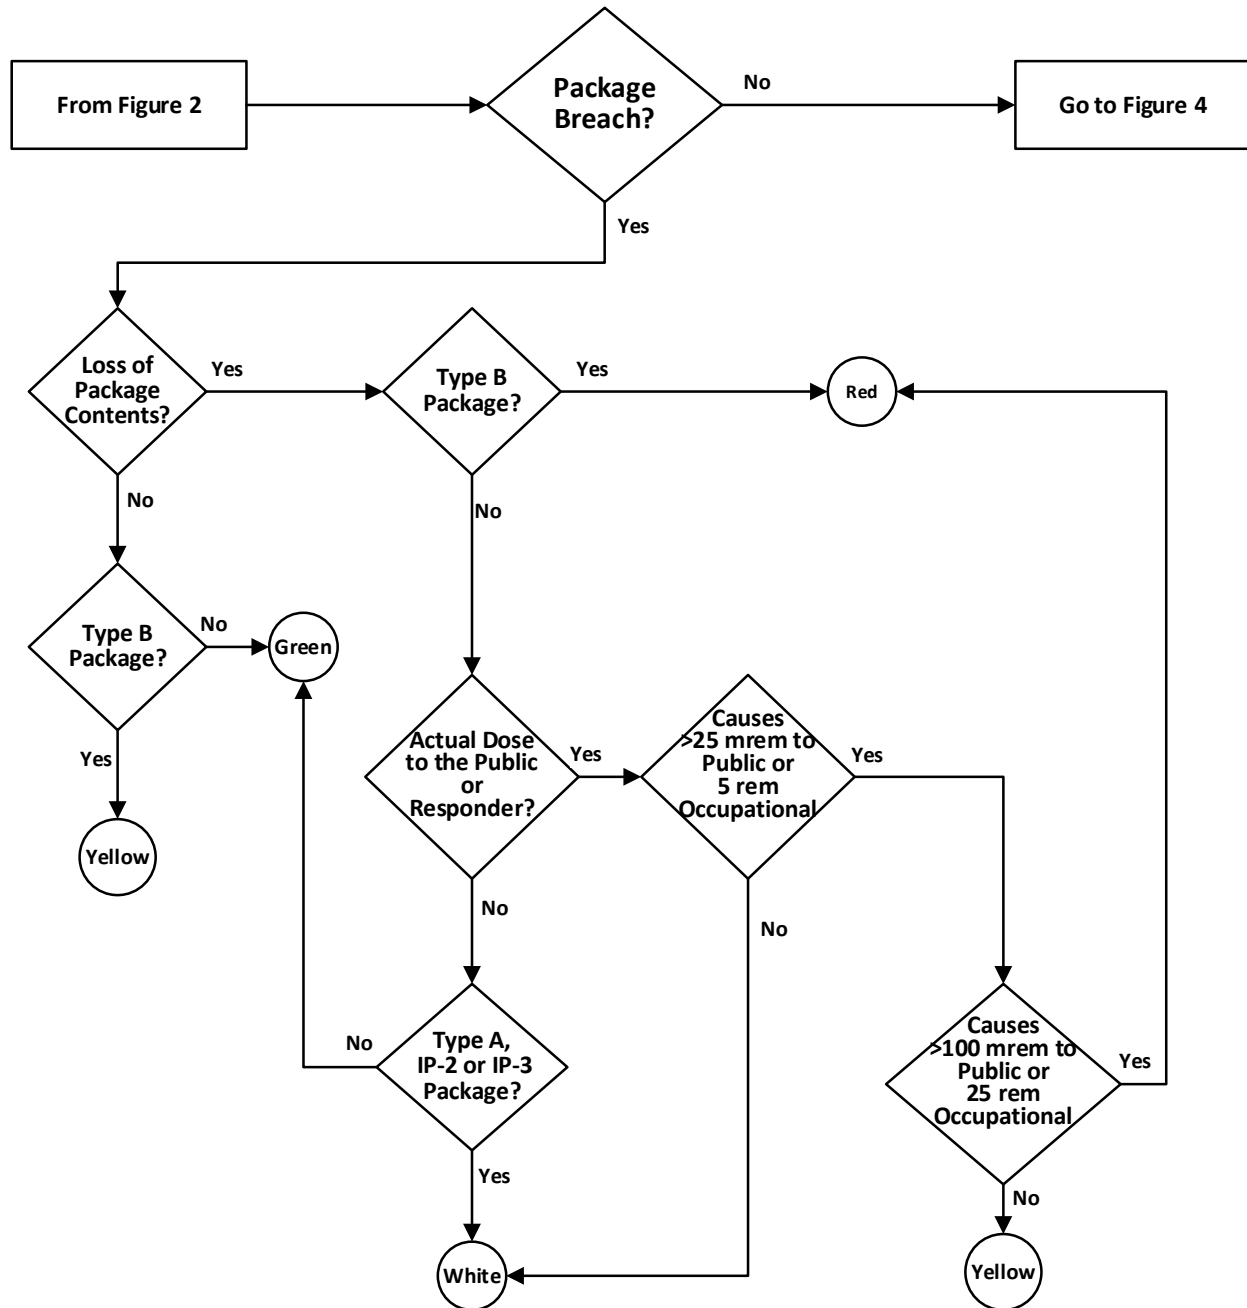 From Figure 2
Package
Breach?
No
Go to Figure 4
Yes
Loss of
Package
Contents?
Yes
Type B
Package?
Yes
Red
No
No
Type B
Package?
No
Green
Yes
Yellow
Actual Dose
to the Public
or
Responder?
Yes
Causes
>25 mrem to
Public or
5 rem
Occupational
Yes
No
No
Type A,
IP-2 or IP-3
Package?
No
Yes
White
Causes
>100 mrem to
Public or
25 rem
Occupational
Yes
No
Yellow